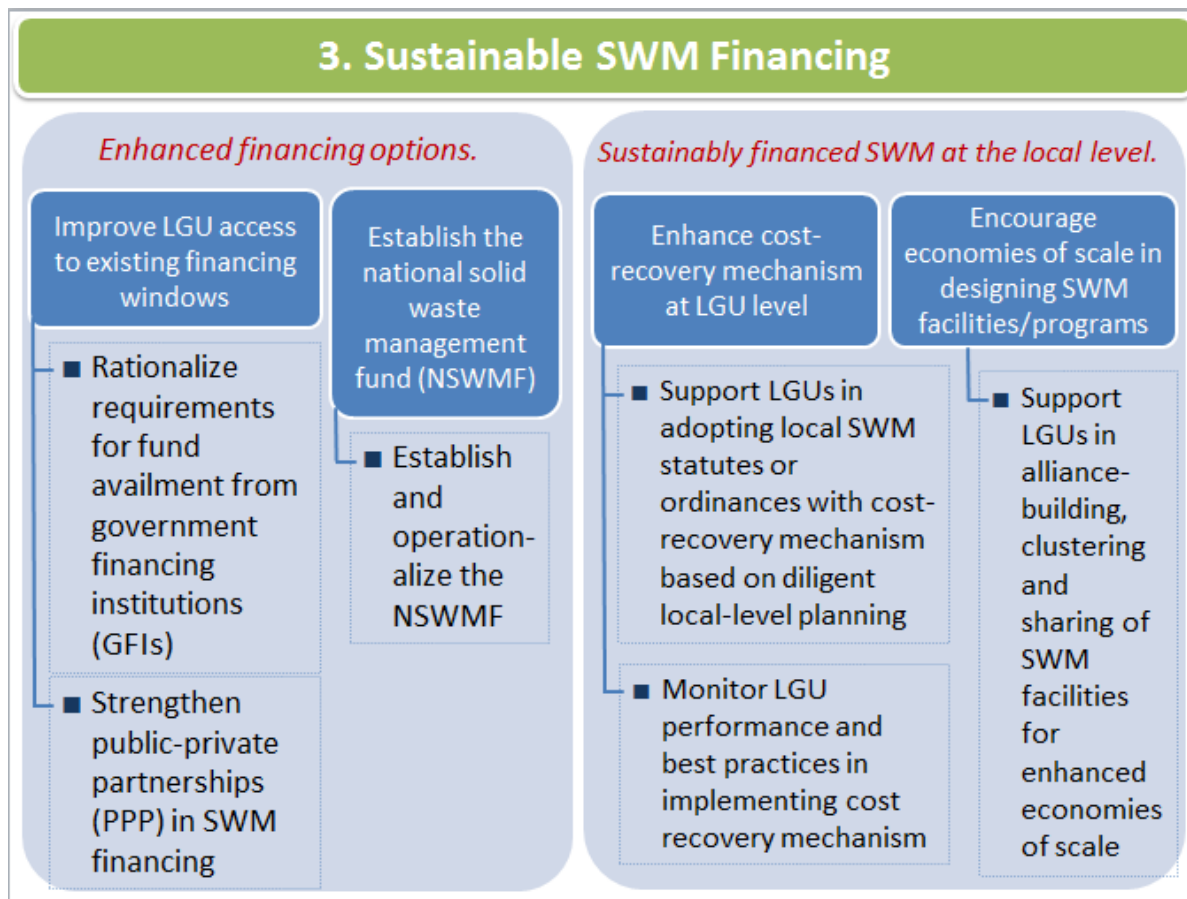 3. Sustainable SWM Financing
Enhanced financing options.
Improve LGU access
to existing financing
windows
■ Rationalize
requirements
for fund
availment from
government
financing
institutions
(GFIs)
■ Strengthen
public-private
partnerships
(PPP) in SWM
financing
Establish the
national solid
waste
management
fund (NSWMF)
■ Establish
and
operation-
alize the
NSWMF
Sustainably financed SWM at the local level.
Enhance cost-
recovery mechanism
at LGU level
■ Support LGUs in
adopting local SWM
statutes or
ordinances with cost-
recovery mechanism
based on diligent
local-level planning
■ Monitor LGU
performance and
best practices in
implementing cost
recovery mechanism
Encourage
economies of scale in
designing SWM
facilities/programs
■ Support
LGUs in
alliance-
building,
clustering
and
sharing of
SWM
facilities
for
enhanced
economies
of scale